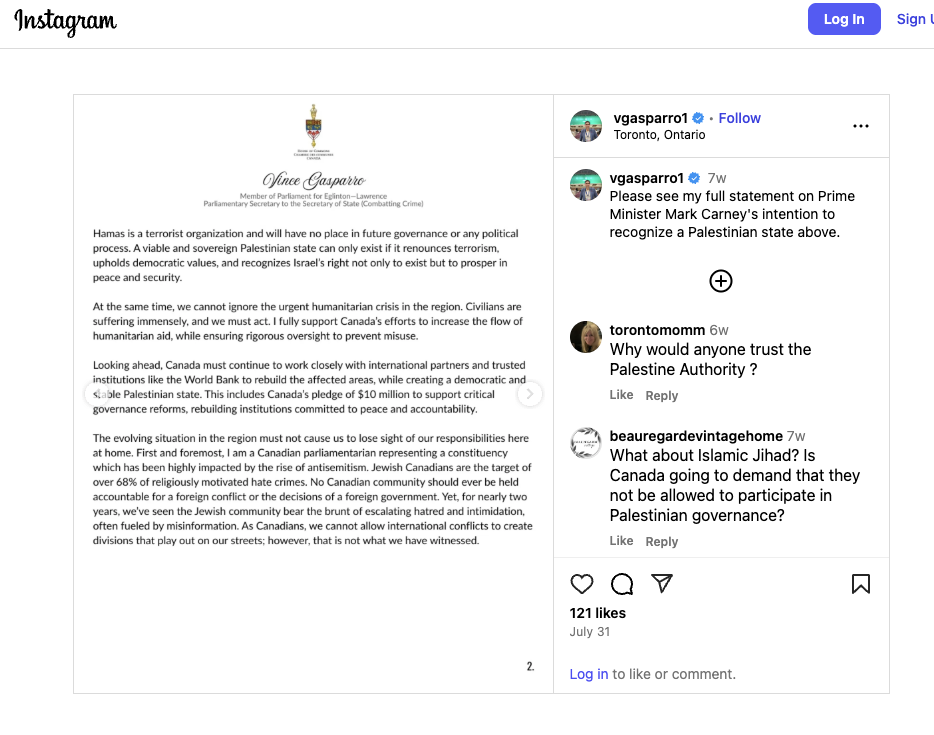 Instagram
Log In
Sign
Vince Gasparro
Member of Parliament for Eglinton—Lawrence
Parliamentary Secretary to the Secretary of State (Combatting Crime)
Hamas is a terrorist organization and will have no place in future governance or any political
process. A viable and sovereign Palestinian state can only exist if it renounces terrorism,
upholds democratic values, and recognizes Israel's right not only to exist but to prosper in
peace and security.
At the same time, we cannot ignore the urgent humanitarian crisis in the region. Civilians are
suffering immensely, and we must act. I fully support Canada's efforts to increase the flow of
humanitarian aid, while ensuring rigorous oversight to prevent misuse.
Looking ahead, Canada must continue to work closely with international partners and trusted
institutions like the World Bank to rebuild the affected areas, while creating a democratic and
stable Palestinian state. This includes Canada's pledge of $10 million to support critical
governance reforms, rebuilding institutions committed to peace and accountability.
The evolving situation in the region must not cause us to lose sight of our responsibilities here
at home. First and foremost, I am a Canadian parliamentarian representing a constituency
which has been highly impacted by the rise of antisemitism. Jewish Canadians are the target of
over 68% of religiously motivated hate crimes. No Canadian community should ever be held
accountable for a foreign conflict or the decisions of a foreign government. Yet, for nearly two
years, we've seen the Jewish community bear the brunt of escalating hatred and intimidation,
often fueled by misinformation. As Canadians, we cannot allow international conflicts to create
divisions that play out on our streets; however, that is not what we have witnessed.
2.
vgasparro1 • Follow
Toronto, Ontario
vgasparro1 7w
Please see my full statement on Prime
Minister Mark Carney's intention to
recognize a Palestinian state above.
torontomomm 6w
Why would anyone trust the
Palestine Authority ?
Like Reply
beauregardevintagehome 7w
What about Islamic Jihad? Is
Canada going to demand that they
not be allowed to participate in
Palestinian governance?
Like Reply
121 likes
July 31
Log in to like or comment.